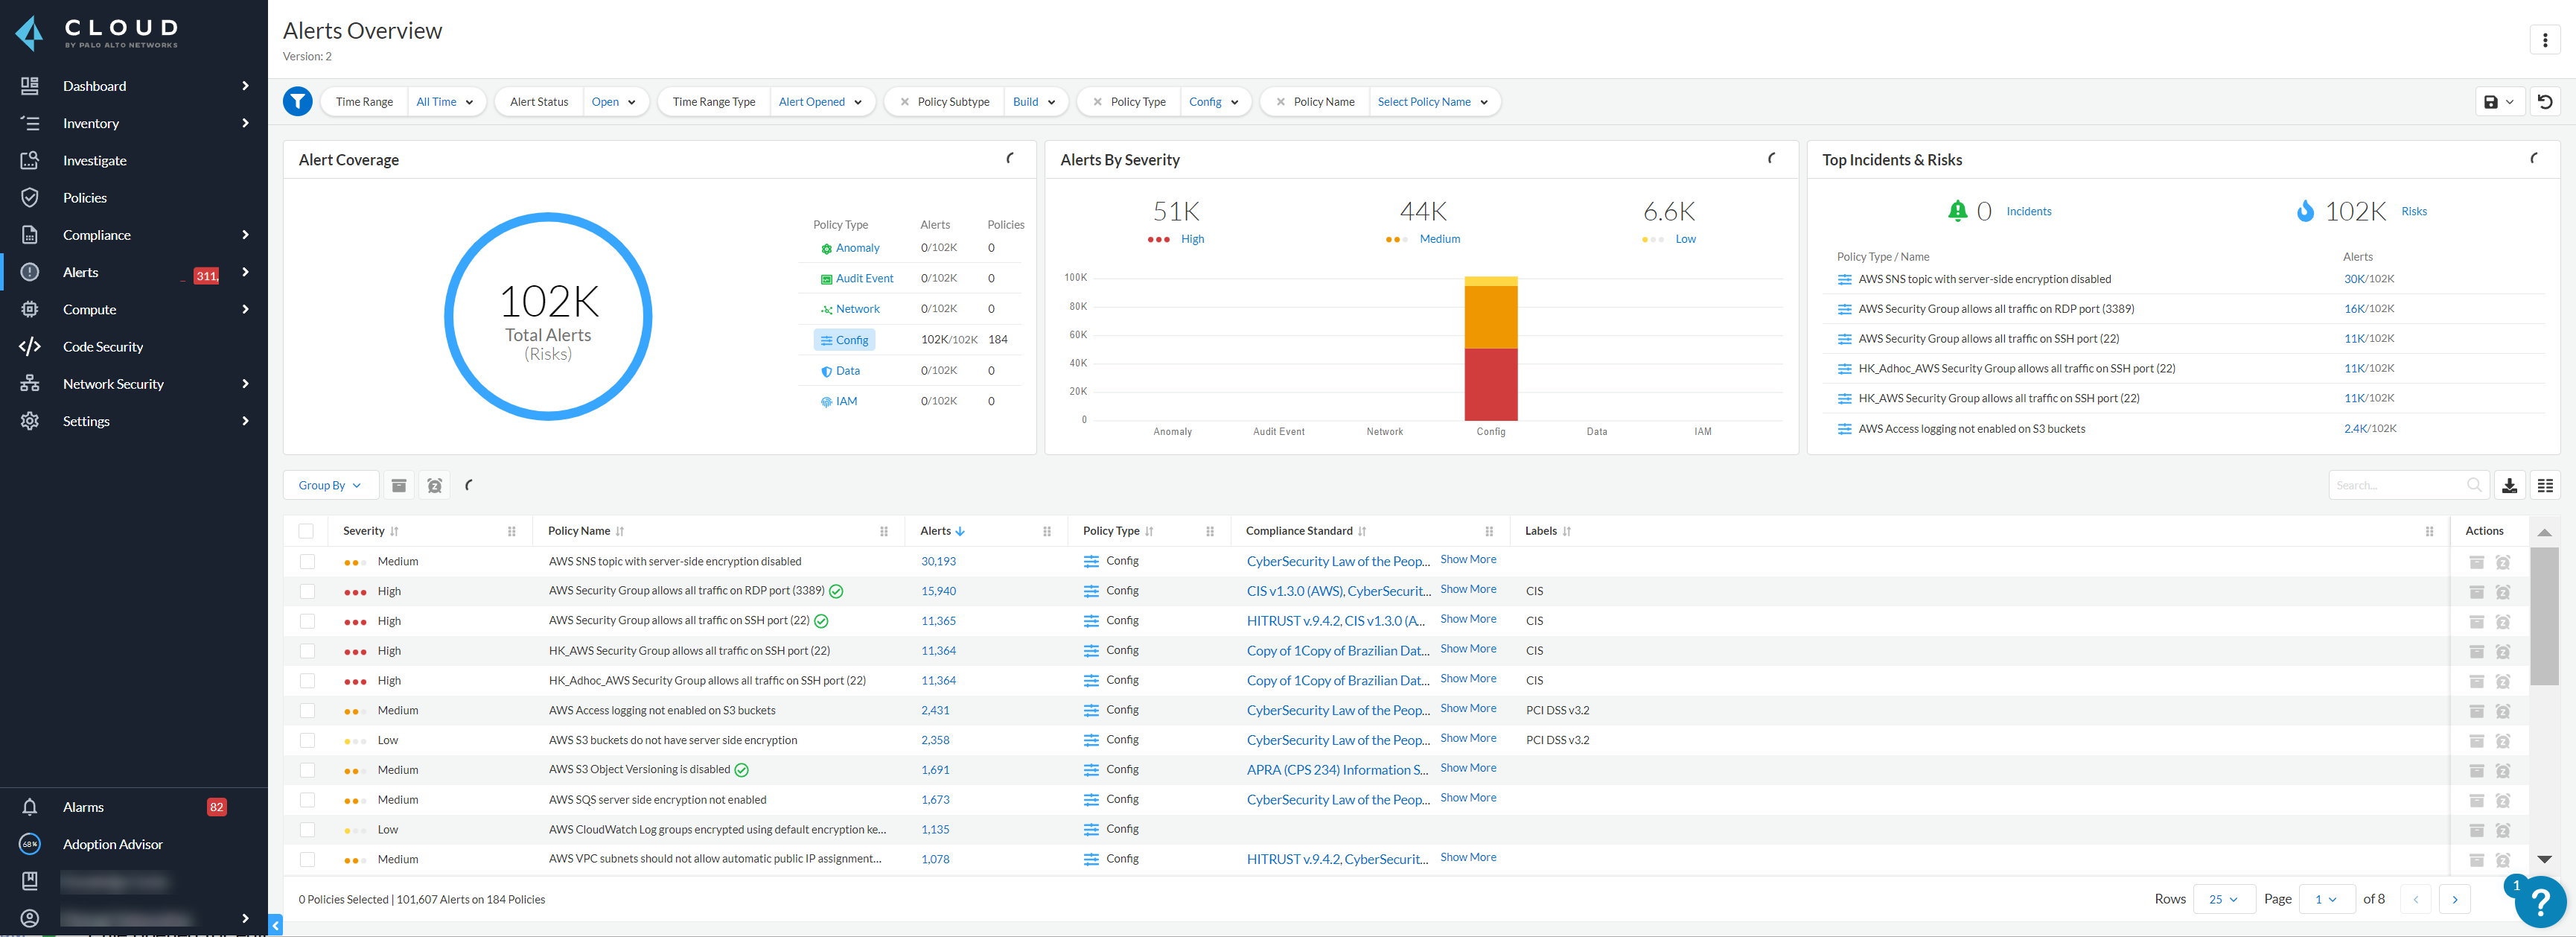 CLOUD
BY PALO ALTO NETWORKS
Dashboard
Inventory
Investigate
Policies
Compliance
Alerts 311,
Compute
Code Security
Network Security
Settings
Alarms 82
68% Adoption Advisor
Alerts Overview
Version: 2
Time Range All Time Alert Status Open Time Range Type Alert Opened Policy Subtype Build Policy Type Config Policy Name Select Policy Name
Alert Coverage
102K
Total Alerts
(Risks)
Policy Type Alerts Policies
Anomaly 0/102K 0
Audit Event 0/102K 0
Network 0/102K 0
Config 102K/102K 184
Data 0/102K 0
IAM 0/102K 0
Alerts By Severity
51K 44K 6.6K
High Medium Low
100K
80K
60K
40K
20K
0
Anomaly Audit Event Network Config Data IAM
Top Incidents & Risks
0 Incidents 102K Risks
Policy Type / Name Alerts
AWS SNS topic with server-side encryption disabled 30K/102K
AWS Security Group allows all traffic on RDP port (3389) 16K/102K
AWS Security Group allows all traffic on SSH port (22) 11K/102K
HK_Adhoc_AWS Security Group allows all traffic on SSH port (22) 11K/102K
HK_AWS Security Group allows all traffic on SSH port (22) 11K/102K
AWS Access logging not enabled on S3 buckets 2.4K/102K
Group By Search...
Severity Policy Name Alerts Policy Type Compliance Standard Labels Actions
Medium AWS SNS topic with server-side encryption disabled 30,193 Config CyberSecurity Law of the Peop... Show More
High AWS Security Group allows all traffic on RDP port (3389) 15,940 Config CIS v1.3.0 (AWS), CyberSecurit... Show More CIS
High AWS Security Group allows all traffic on SSH port (22) 11,365 Config HITRUST v.9.4.2, CIS v1.3.0 (A... Show More CIS
High HK_AWS Security Group allows all traffic on SSH port (22) 11,364 Config Copy of 1Copy of Brazilian Dat... Show More CIS
High HK_Adhoc_AWS Security Group allows all traffic on SSH port (22) 11,364 Config Copy of 1Copy of Brazilian Dat... Show More CIS
Medium AWS Access logging not enabled on S3 buckets 2,431 Config CyberSecurity Law of the Peop... Show More PCI DSS v3.2
Low AWS S3 buckets do not have server side encryption 2,358 Config CyberSecurity Law of the Peop... Show More PCI DSS v3.2
Medium AWS S3 Object Versioning is disabled 1,691 Config APRA (CPS 234) Information S... Show More
Medium AWS SQS server side encryption not enabled 1,673 Config CyberSecurity Law of the Peop... Show More
Low AWS CloudWatch Log groups encrypted using default encryption ke... 1,135 Config
Medium AWS VPC subnets should not allow automatic public IP assignment... 1,078 Config HITRUST v.9.4.2, CyberSecurit... Show More
0 Policies Selected | 101,607 Alerts on 184 Policies Rows 25 Page 1 of 8
1
?